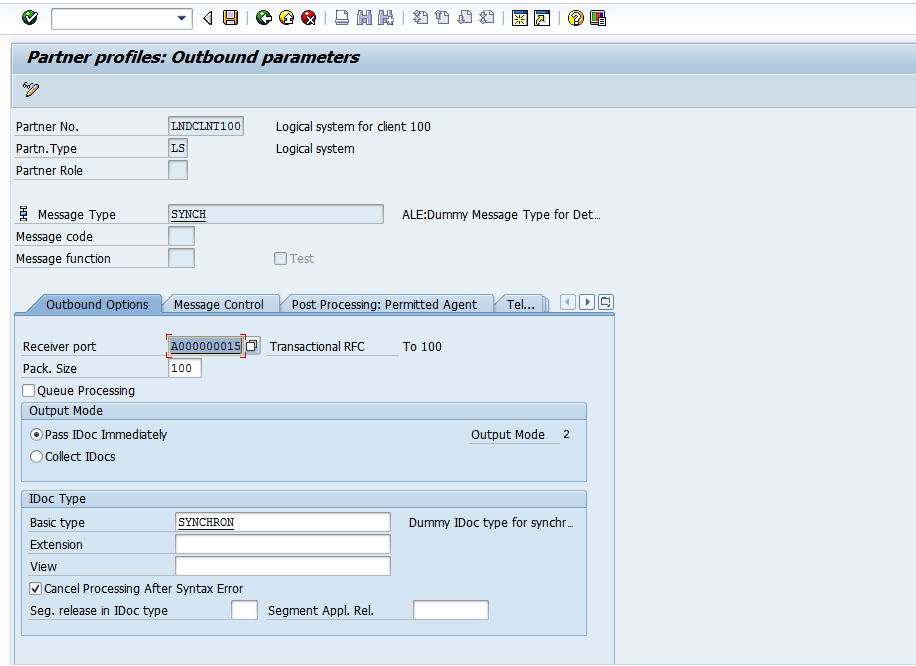 Partner profiles: Outbound parameters
Partner No. LNDCLNT100 Logical system for client 100
Partn.Type LS Logical system
Partner Role
Message Type SYNCH ALE:Dummy Message Type for Det...
Message code
Message function Test
Outbound Options Message Control Post Processing: Permitted Agent Tel...
Receiver port A000000015 Transactional RFC To 100
Pack. Size 100
Queue Processing
Output Mode
Pass IDoc Immediately Output Mode 2
Collect IDocs
IDoc Type
Basic type SYNCHRON Dummy IDoc type for synchr...
Extension
View
Cancel Processing After Syntax Error
Seg. release in IDoc type Segment Appl. Rel.